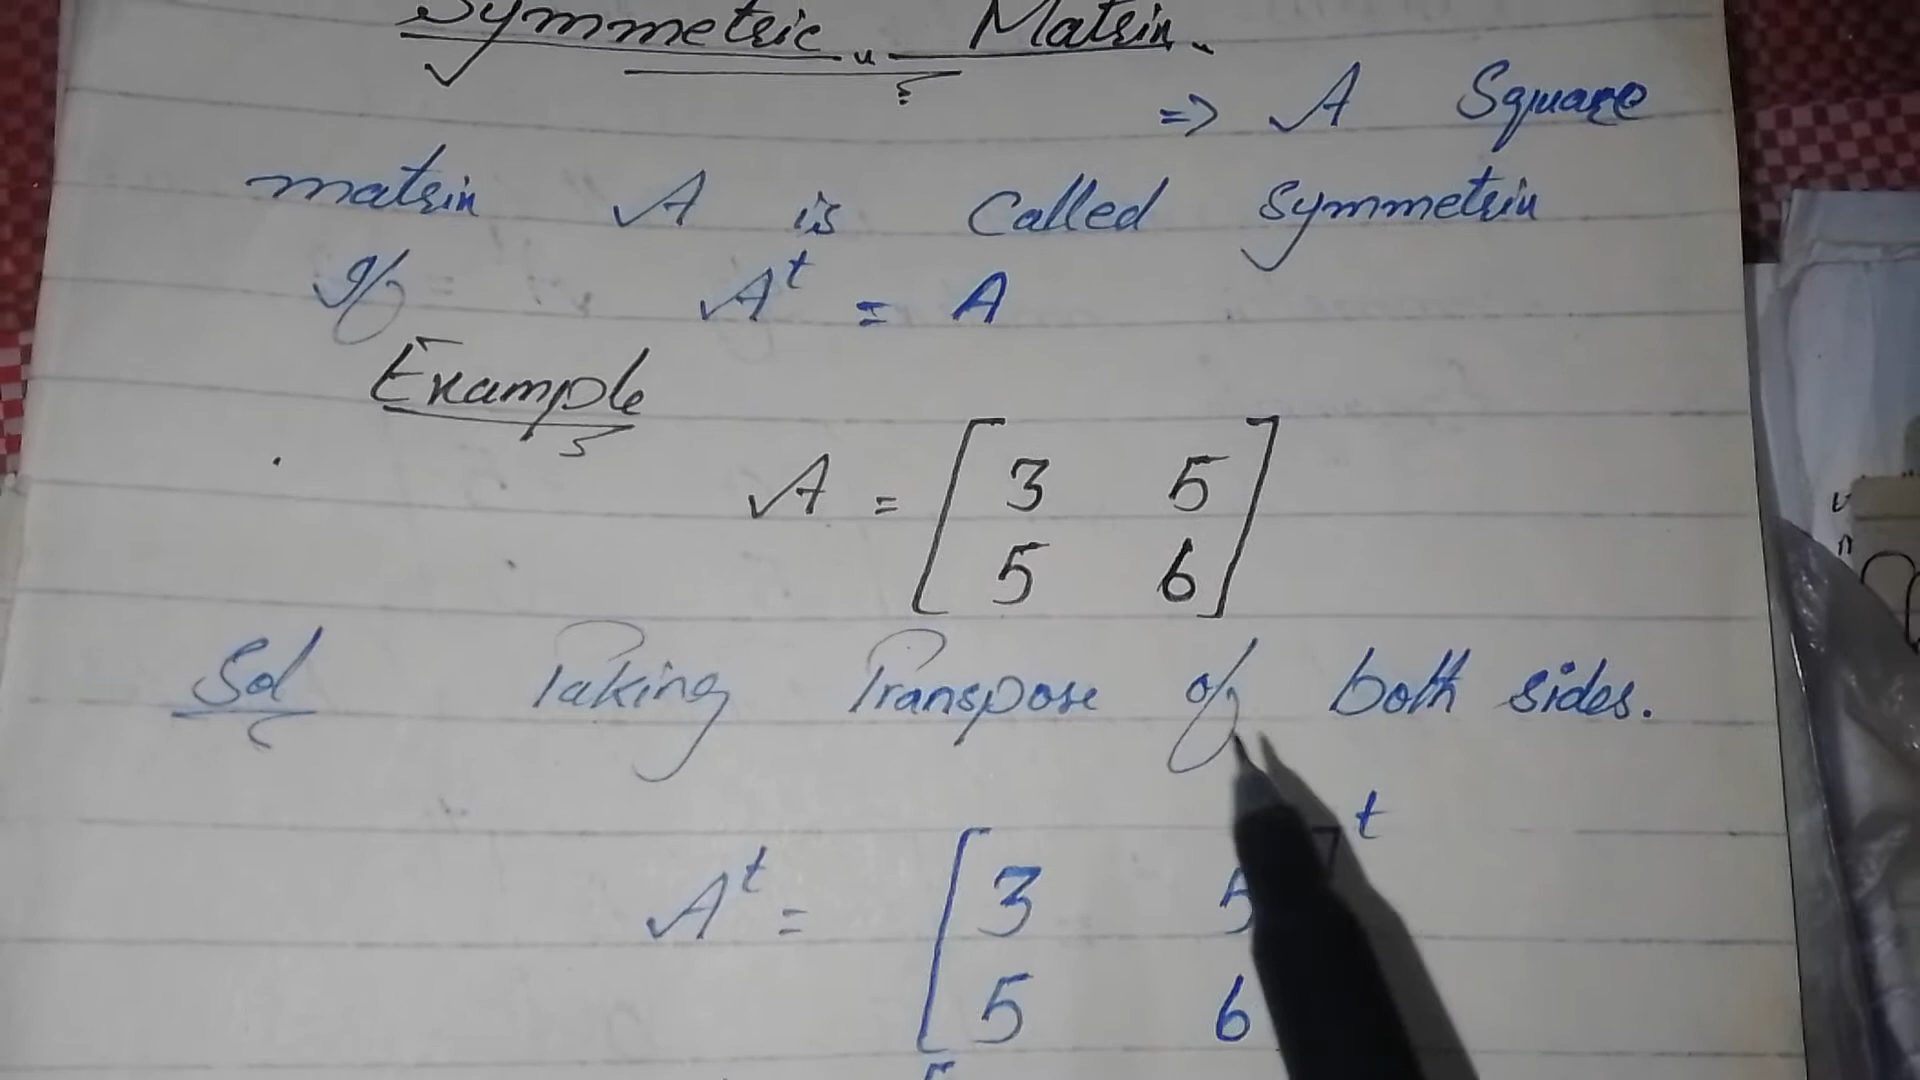 Symmetric Matrix
=> A Square
matrix A is Called Symmetrix
If A^t = A
Example
A = [ 3 5
5 6 ]
Sol Taking Transpose of both sides.
A^t = [ 3 5 ]^t
5 6